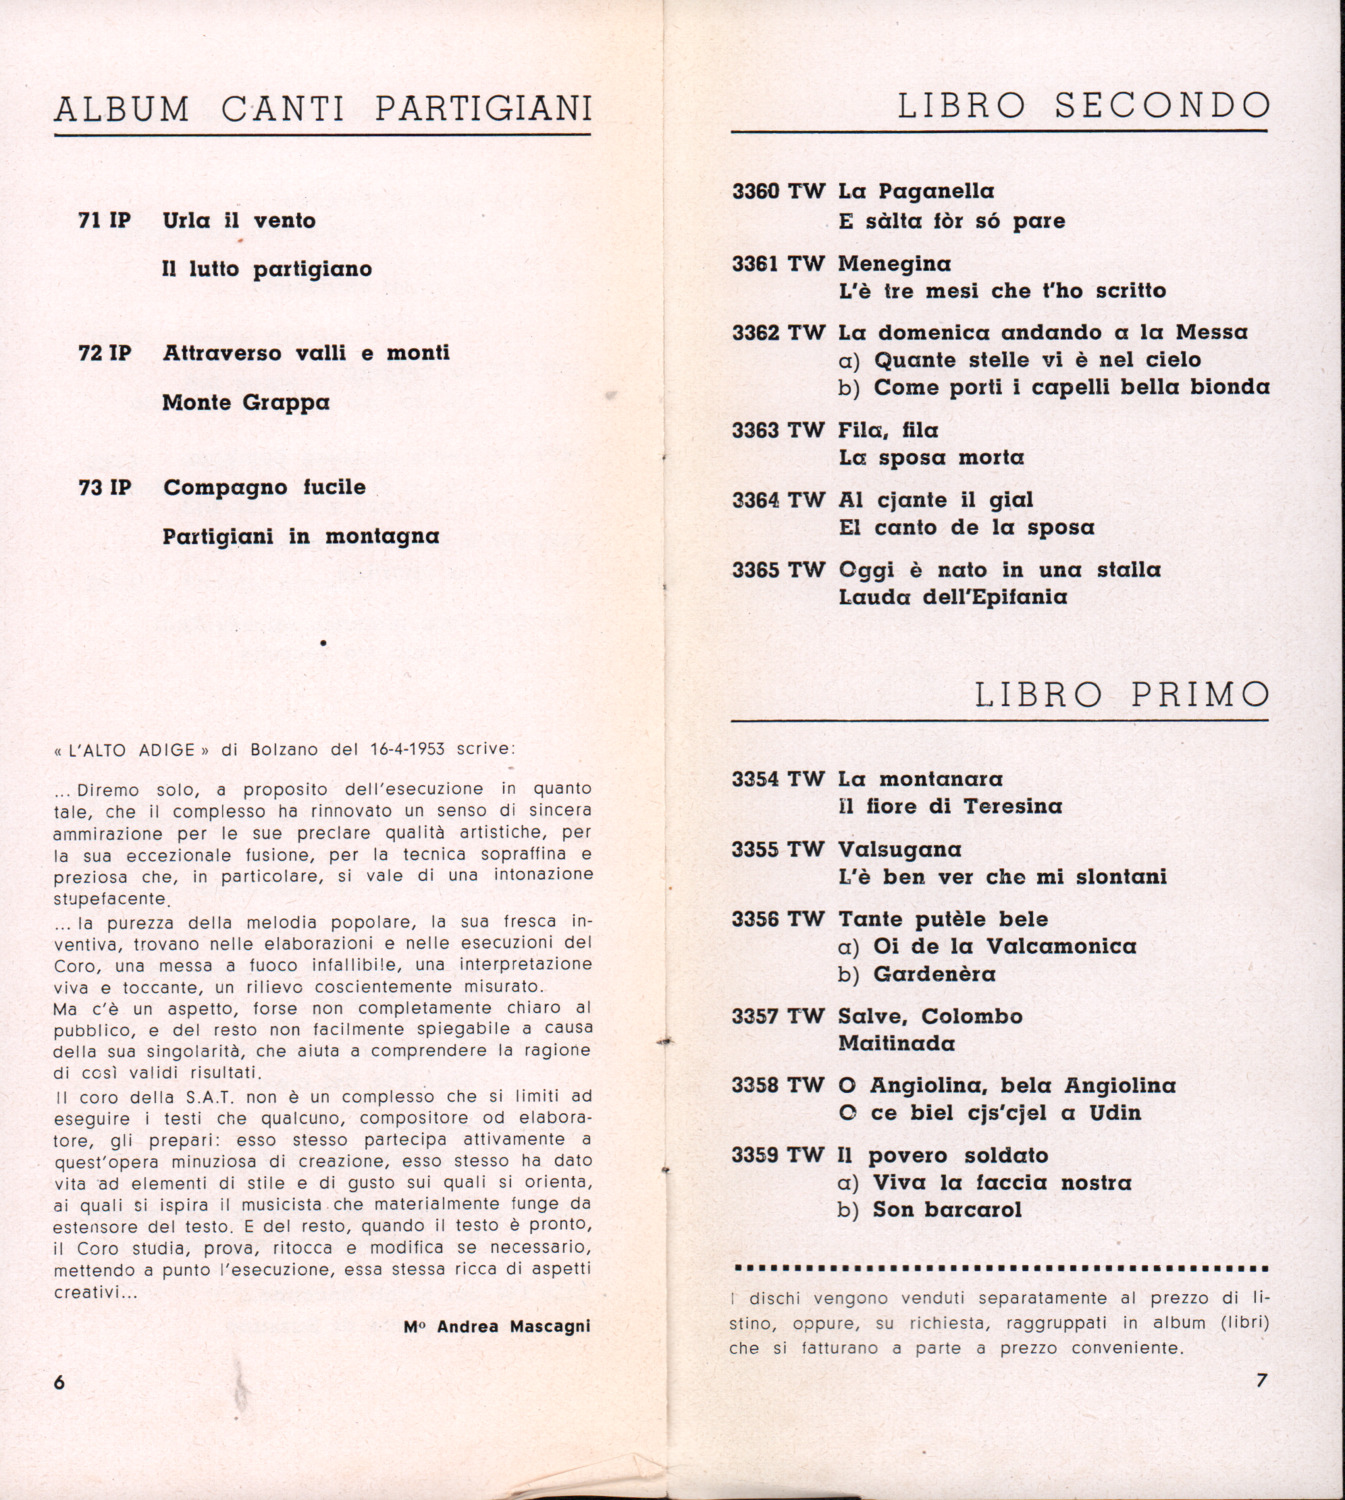 ALBUM CANTI PARTIGIANI
71 IP Urla il vento
Il lutto partigiano
72 IP Attraverso valli e monti
Monte Grappa
73 IP Compagno fucile
Partigiani in montagna
« L'ALTO ADIGE » di Bolzano del 16-4-1953 scrive:
... Diremo solo, a proposito dell'esecuzione in quanto
tale, che il complesso ha rinnovato un senso di sincera
ammirazione per le sue preclare qualità artistiche, per
la sua eccezionale fusione, per la tecnica sopraffina e
preziosa che, in particolare, si vale di una intonazione
stupefacente.
... la purezza della melodia popolare, la sua fresca in-
ventiva, trovano nelle elaborazioni e nelle esecuzioni del
Coro, una messa a fuoco infallibile, una interpretazione
viva e toccante, un rilievo coscientemente misurato.
Ma c'è un aspetto, forse non completamente chiaro al
pubblico, e del resto non facilmente spiegabile a causa
della sua singolarità, che aiuta a comprendere la ragione
di così validi risultati.
Il coro della S.A.T. non è un complesso che si limiti ad
eseguire i testi che qualcuno, compositore od elabora-
tore, gli prepari: esso stesso partecipa attivamente a
quest'opera minuziosa di creazione, esso stesso ha dato
vita ad elementi di stile e di gusto sui quali si orienta,
ai quali si ispira il musicista che materialmente funge da
estensore del testo. E del resto, quando il testo è pronto,
il Coro studia, prova, ritocca e modifica se necessario,
mettendo a punto l'esecuzione, essa stessa ricca di aspetti
creativi...
Mº Andrea Mascagni
6
LIBRO SECONDO
3360 TW La Paganella
E sàlta fòr só pare
3361 TW Menegina
L'è tre mesi che t'ho scritto
3362 TW La domenica andando a la Messa
a) Quante stelle vi è nel cielo
b) Come porti i capelli bella bionda
3363 TW Fila, fila
La sposa morta
3364 TW Al cjante il gial
El canto de la sposa
3365 TW Oggi è nato in una stalla
Lauda dell'Epifania
LIBRO PRIMO
3354 TW La montanara
Il fiore di Teresina
3355 TW Valsugana
L'è ben ver che mi slontani
3356 TW Tante putèle bele
a) Oi de la Valcamonica
b) Gardenèra
3357 TW Salve, Colombo
Maitinada
3358 TW O Angiolina, bela Angiolina
O ce biel cjs'cjel a Udin
3359 TW Il povero soldato
a) Viva la faccia nostra
b) Son barcarol
I dischi vengono venduti separatamente al prezzo di li-
stino, oppure, su richiesta, raggruppati in album (libri)
che si fatturano a parte a prezzo conveniente.
7